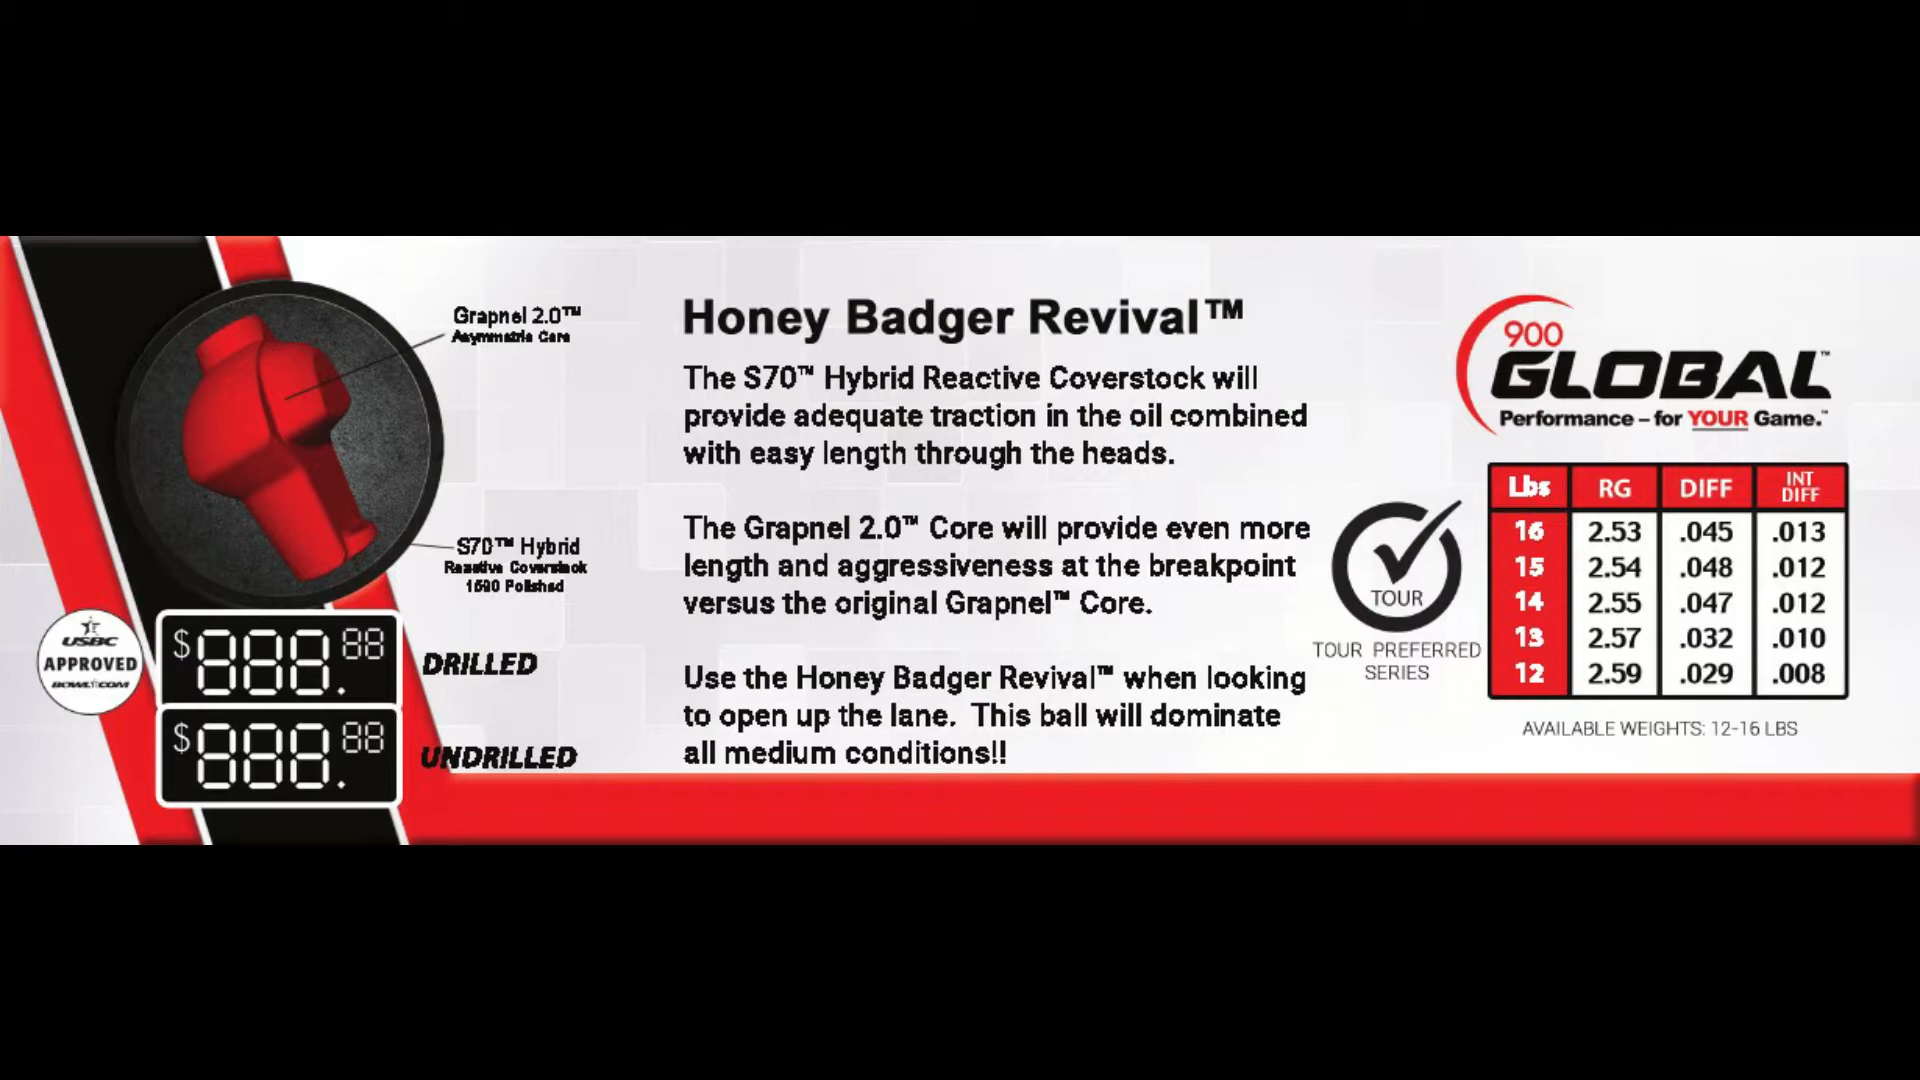 Grapnel 2.0™
Asymmetric Core
S70™ Hybrid
Reactive Coverstock
1500 Polished
USBC
APPROVED
BOWL.COM
$888.88
DRILLED
$888.88
UNDRILLED
Honey Badger Revival™
The S70™ Hybrid Reactive Coverstock will
provide adequate traction in the oil combined
with easy length through the heads.
The Grapnel 2.0™ Core will provide even more
length and aggressiveness at the breakpoint
versus the original Grapnel™ Core.
Use the Honey Badger Revival™ when looking
to open up the lane. This ball will dominate
all medium conditions!!
TOUR
TOUR PREFERRED
SERIES
900
GLOBAL™
Performance – for YOUR Game.™
Lbs RG DIFF INT DIFF
16 2.53 .045 .013
15 2.54 .048 .012
14 2.55 .047 .012
13 2.57 .032 .010
12 2.59 .029 .008
AVAILABLE WEIGHTS: 12-16 LBS